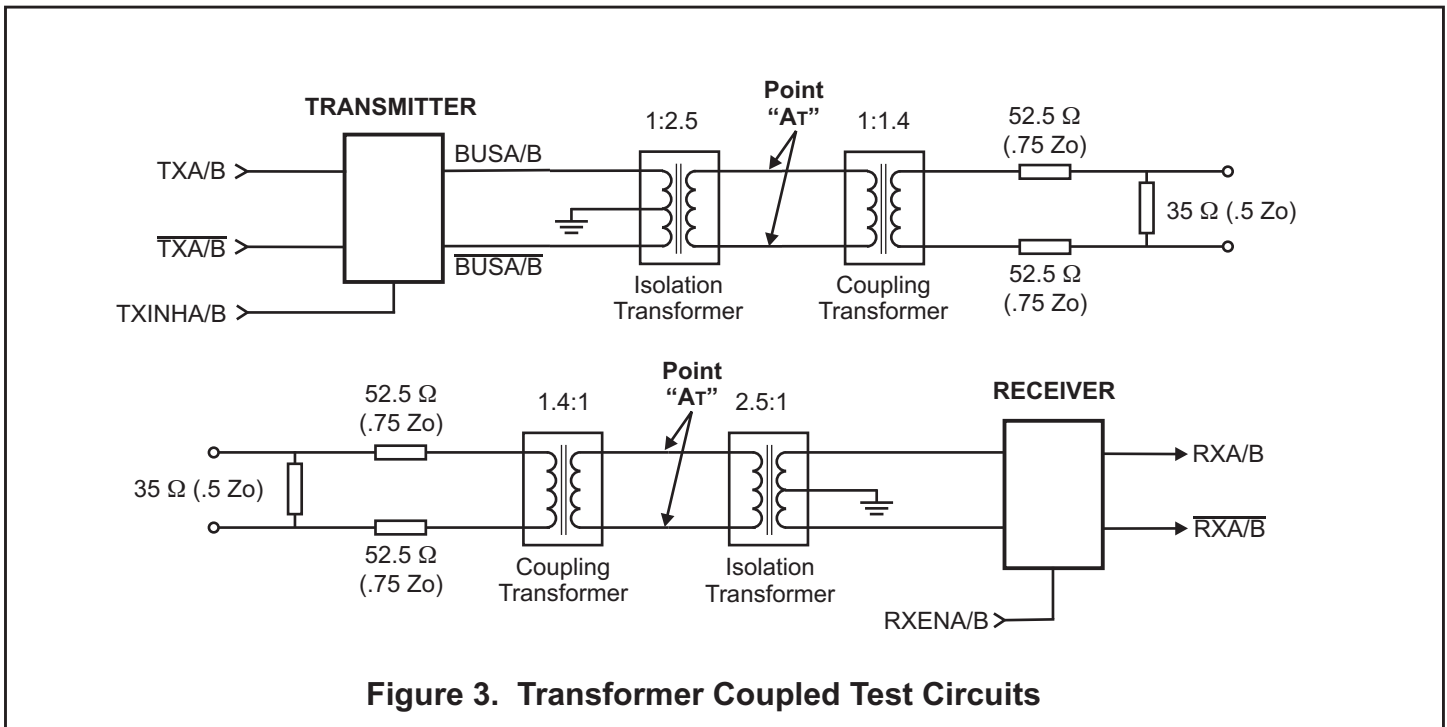 TRANSMITTER
TXA/B
TXA/B
TXINHA/B
BUSA/B
BUSA/B
1:2.5
Isolation
Transformer
Point
“AT”
1:1.4
Coupling
Transformer
52.5 Ω
(.75 Zo)
35 Ω (.5 Zo)
52.5 Ω
(.75 Zo)
35 Ω (.5 Zo)
52.5 Ω
(.75 Zo)
52.5 Ω
(.75 Zo)
1.4:1
Coupling
Transformer
Point
“AT”
2.5:1
Isolation
Transformer
RECEIVER
RXA/B
RXA/B
RXENA/B
Figure 3. Transformer Coupled Test Circuits